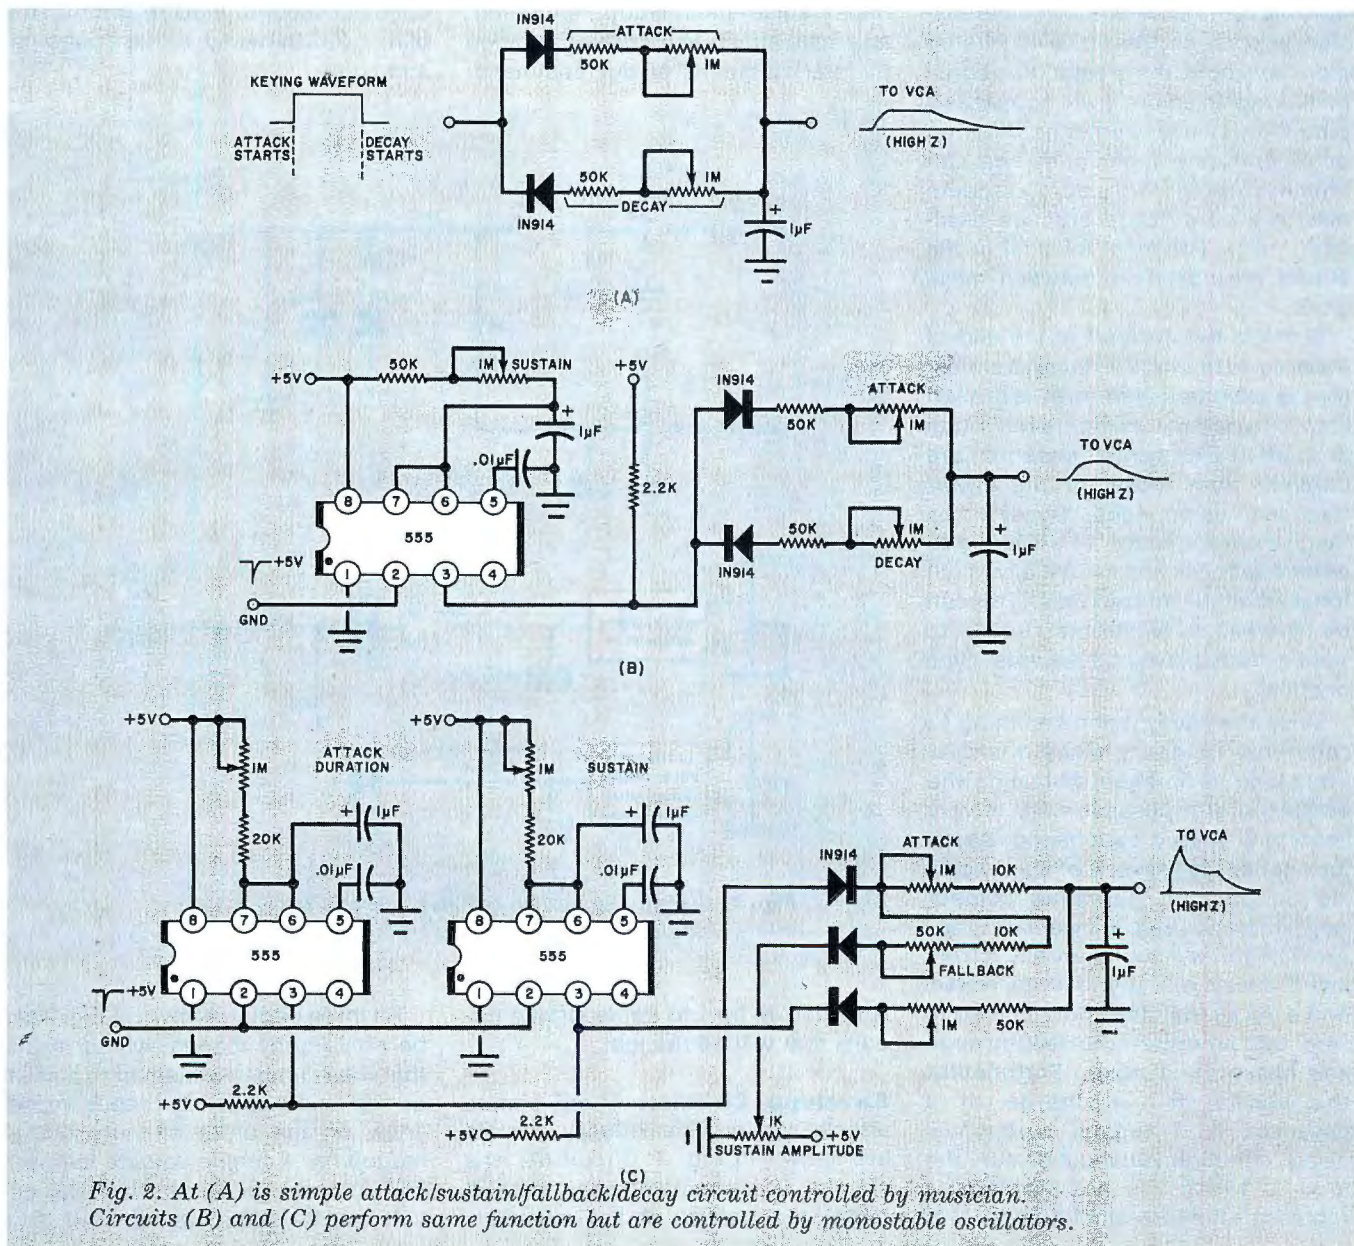 IN914
ATTACK
50K
1M
KEYING WAVEFORM
TO VCA
ATTACK STARTS
DECAY STARTS
(HIGH Z)
50K
1M
IN914
DECAY
+
1µF
(A)
+5V
50K
1M SUSTAIN
+5V
IN914
ATTACK
50K
1M
+
1µF
.01µF
2.2K
TO VCA
(HIGH Z)
8 7 6 5
555
1 2 3 4
+5V
GND
50K
1M
IN914
DECAY
+
1µF
(B)
+5V
ATTACK DURATION
1M
20K
+ 1µF
.01µF
+5V
SUSTAIN
1M
20K
+ 1µF
.01µF
8 7 6 5
555
1 2 3 4
8 7 6 5
555
1 2 3 4
+5V
GND
IN914
ATTACK
1M
10K
TO VCA
(HIGH Z)
50K
10K
FALLBACK
+
1µF
1M
50K
2.2K
+5V
2.2K
+5V
1K
+5V
SUSTAIN AMPLITUDE
(C)
Fig. 2. At (A) is simple attack/sustain/fallback/decay circuit controlled by musician.
Circuits (B) and (C) perform same function but are controlled by monostable oscillators.